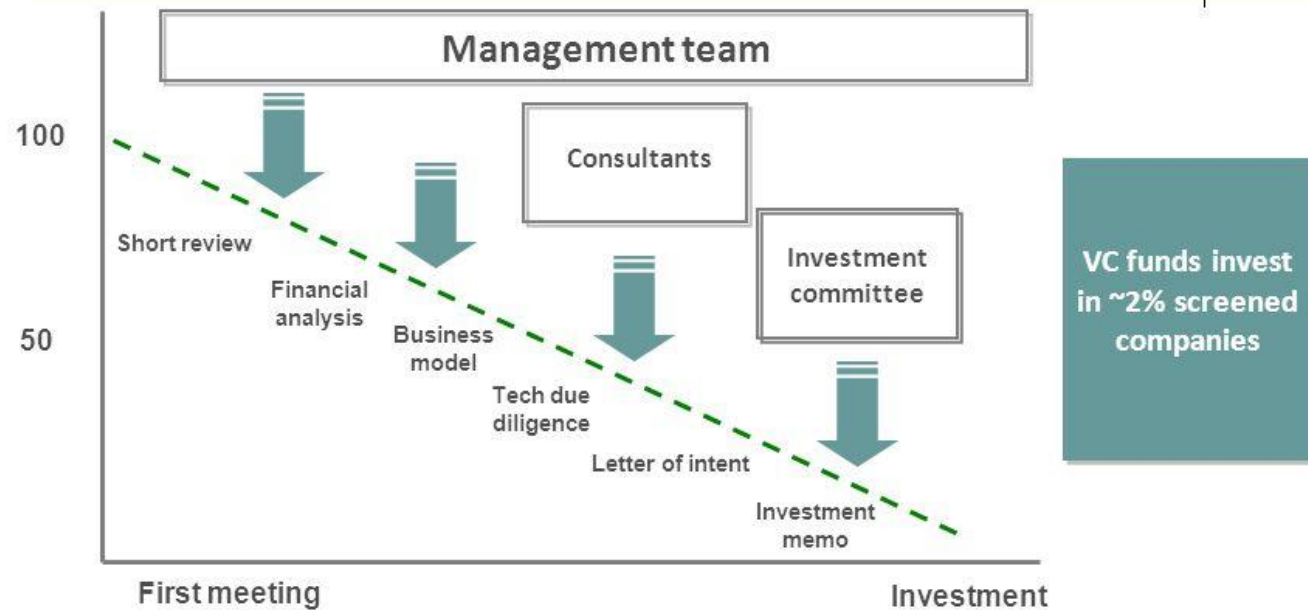 Management team
100
Consultants
Short review
Investment
committee
VC funds invest
in ~2% screened
companies
Financial
analysis
50
Business
model
Tech due
diligence
Letter of intent
Investment
memo
First meeting
Investment